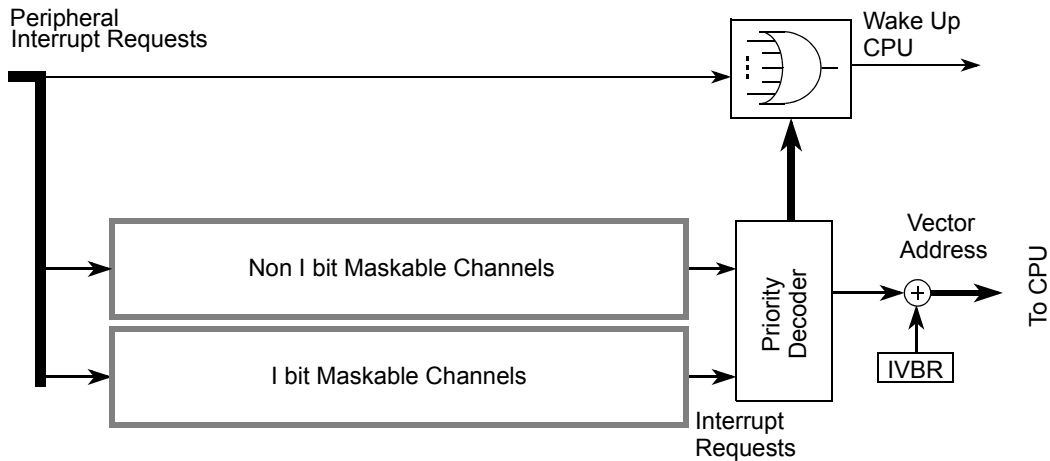 Peripheral
Interrupt Requests
Wake Up
CPU
Non I bit Maskable Channels
I bit Maskable Channels
Priority
Decoder
Vector
Address
+
To CPU
IVBR
Interrupt
Requests